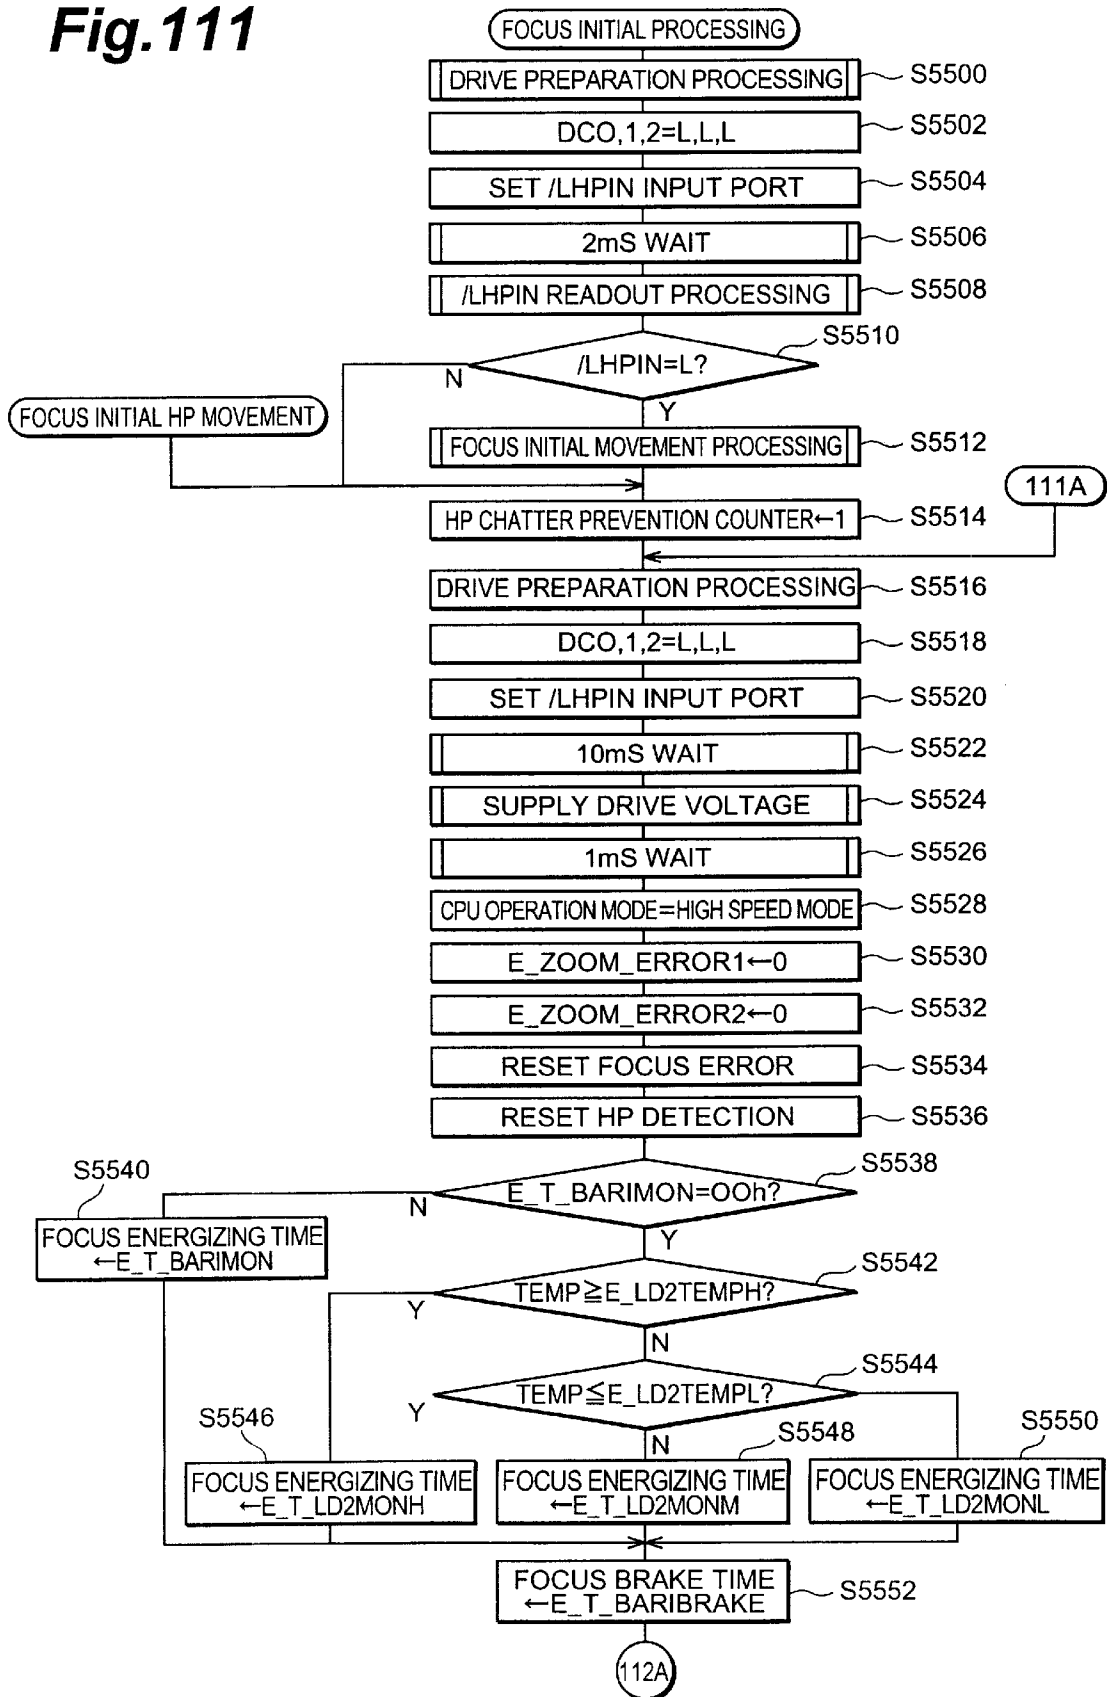 Fig.111
FOCUS INITIAL PROCESSING
DRIVE PREPARATION PROCESSING
S5500
DCO,1,2=L,L,L
S5502
SET /LHPIN INPUT PORT
S5504
2mS WAIT
S5506
/LHPIN READOUT PROCESSING
S5508
S5510
/LHPIN=L?
N
Y
FOCUS INITIAL HP MOVEMENT
FOCUS INITIAL MOVEMENT PROCESSING
S5512
111A
HP CHATTER PREVENTION COUNTER←1
S5514
DRIVE PREPARATION PROCESSING
S5516
DCO,1,2=L,L,L
S5518
SET /LHPIN INPUT PORT
S5520
10mS WAIT
S5522
SUPPLY DRIVE VOLTAGE
S5524
1mS WAIT
S5526
CPU OPERATION MODE=HIGH SPEED MODE
S5528
E_ZOOM_ERROR1←0
S5530
E_ZOOM_ERROR2←0
S5532
RESET FOCUS ERROR
S5534
RESET HP DETECTION
S5536
S5538
E_T_BARIMON=OOh?
N
Y
S5540
FOCUS ENERGIZING TIME
←E_T_BARIMON
S5542
TEMP≧E_LD2TEMPH?
Y
N
S5544
TEMP≦E_LD2TEMPL?
Y
N
S5546
FOCUS ENERGIZING TIME
←E_T_LD2MONH
S5548
FOCUS ENERGIZING TIME
←E_T_LD2MONM
S5550
FOCUS ENERGIZING TIME
←E_T_LD2MONL
FOCUS BRAKE TIME
←E_T_BARIBRAKE
S5552
112A